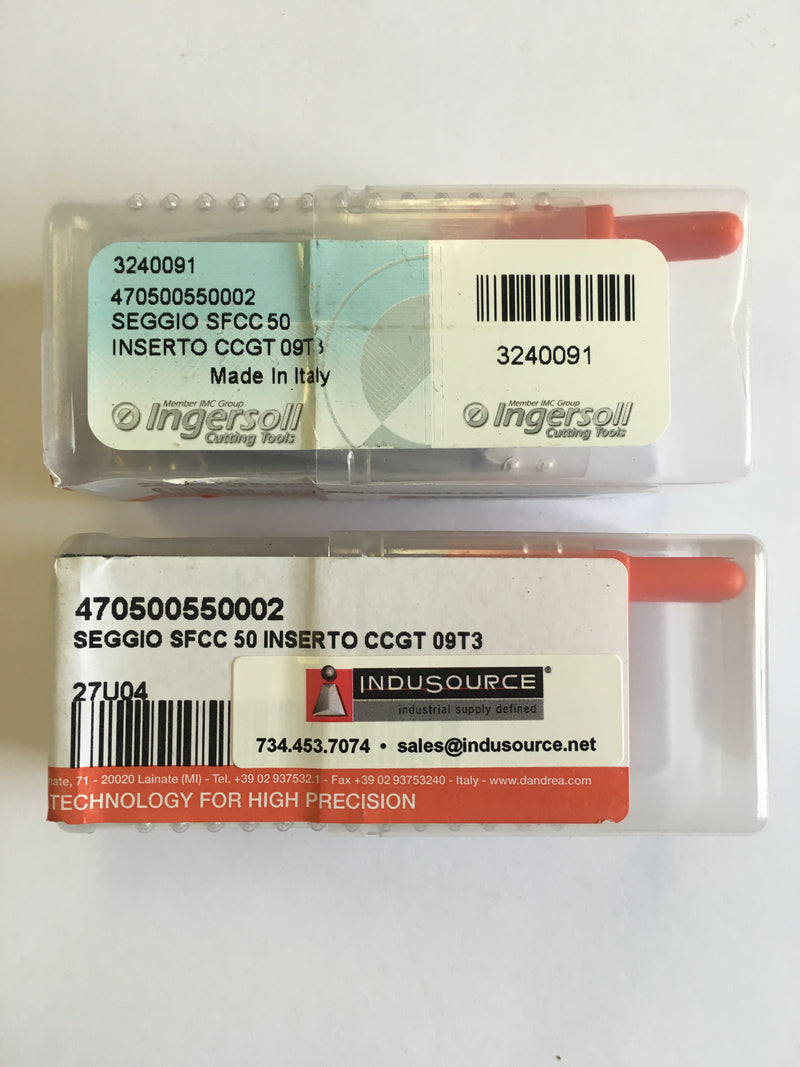 3240091
470500550002
SEGGIO SFCC 50
INSERTO CCGT 09T3
Made In Italy
Member IMC Group
Ingersoll
Cutting Tools
3240091
Member IMC Group
Ingersoll
Cutting Tools
470500550002
SEGGIO SFCC 50 INSERTO CCGT 09T3
27U04
INDUSOURCE®
industrial supply defined
734.453.7074 • sales@indusource.net
nate, 71 - 20020 Lainate (MI) - Tel. +39 02 937532.1 - Fax +39 02 93753240 - Italy - www.dandrea.com
TECHNOLOGY FOR HIGH PRECISION